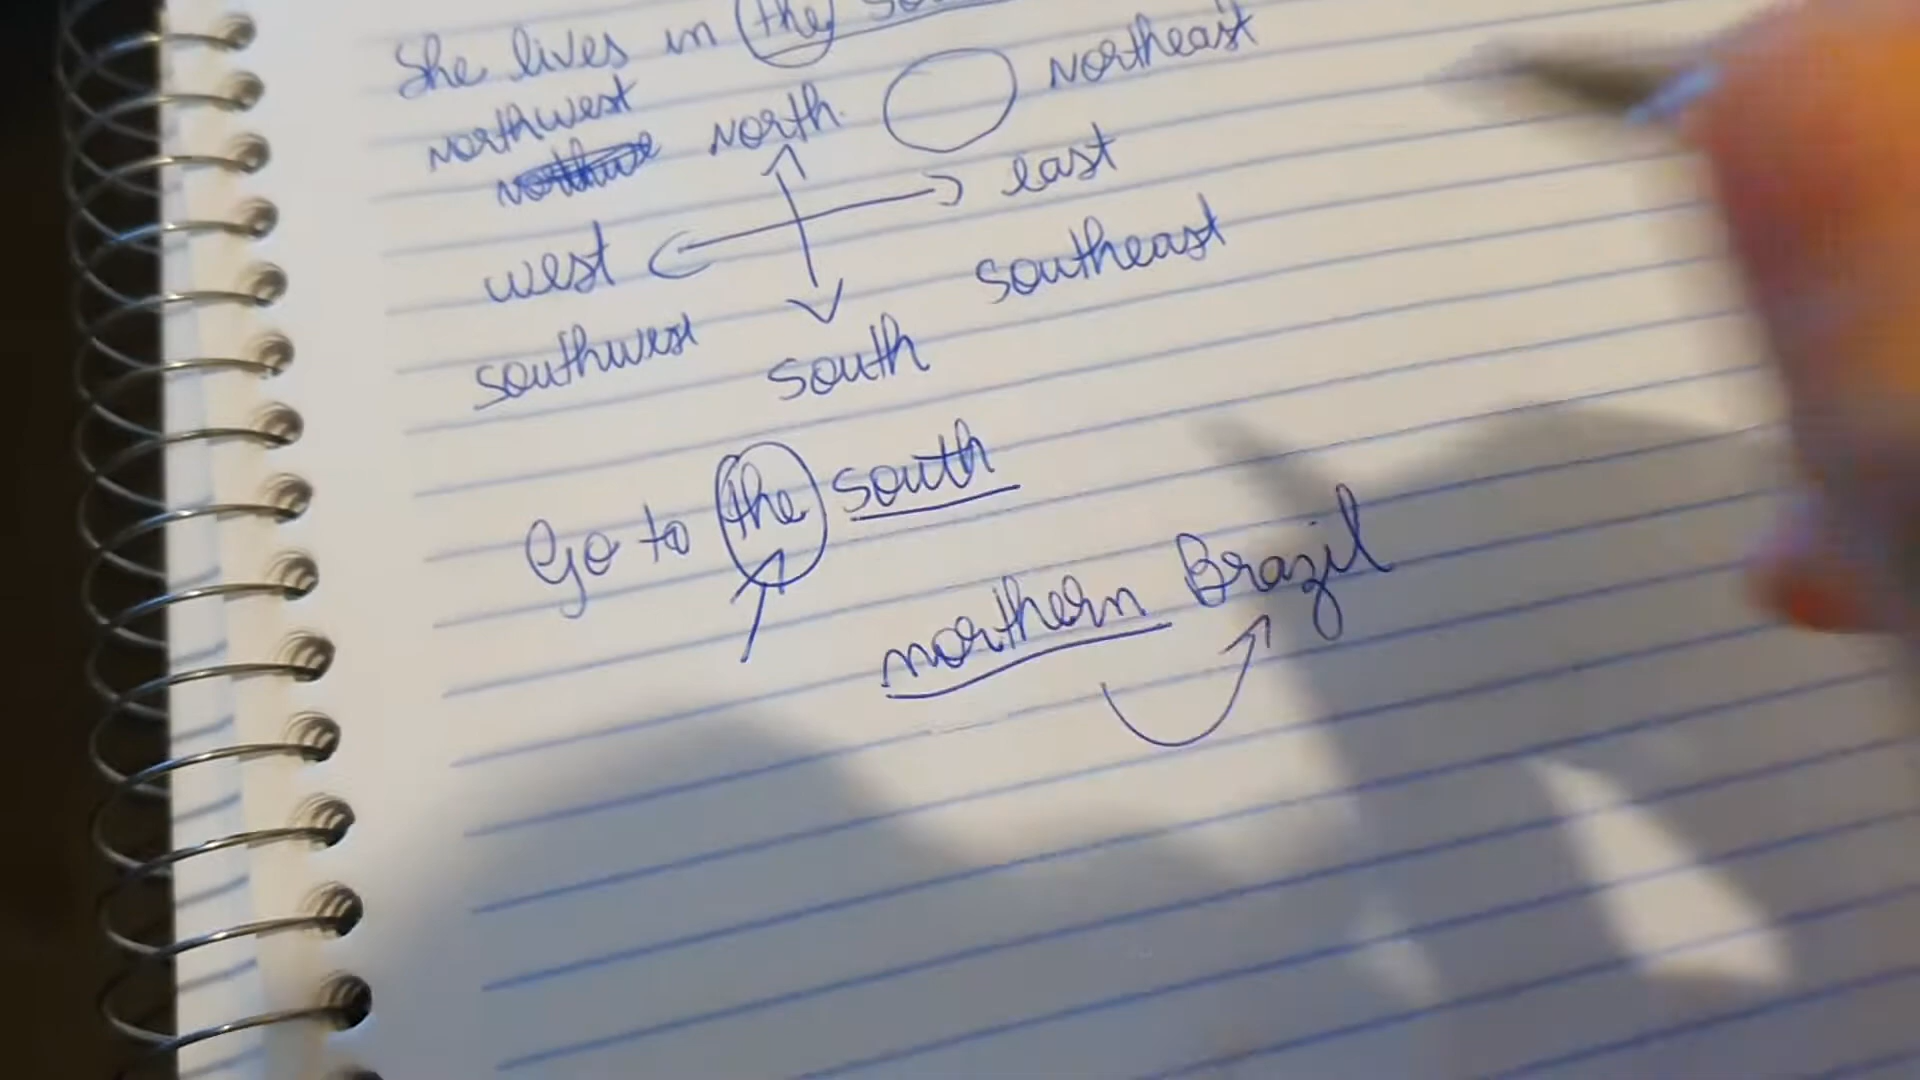 She lives in the
northwest north northeast
west east
southwest south southeast
Go to the south
northern Brazil